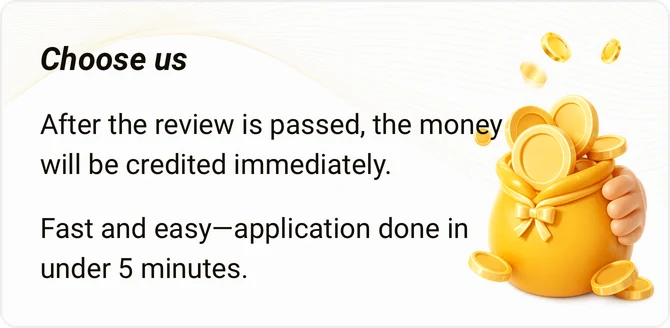 Choose us
After the review is passed, the money
will be credited immediately.
Fast and easy—application done in
under 5 minutes.